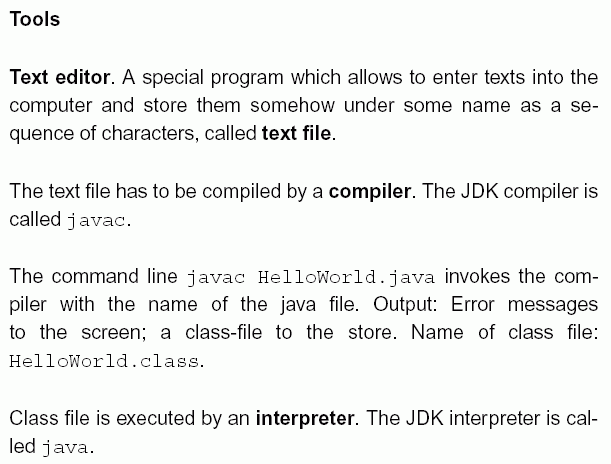 Tools
Text editor. A special program which allows to enter texts into the
computer and store them somehow under some name as a se-
quence of characters, called text file.
The text file has to be compiled by a compiler. The JDK compiler is
called javac.
The command line javac HelloWorld.java invokes the com-
piler with the name of the java file. Output: Error messages
to the screen; a class-file to the store. Name of class file:
HelloWorld.class.
Class file is executed by an interpreter. The JDK interpreter is cal-
led java.